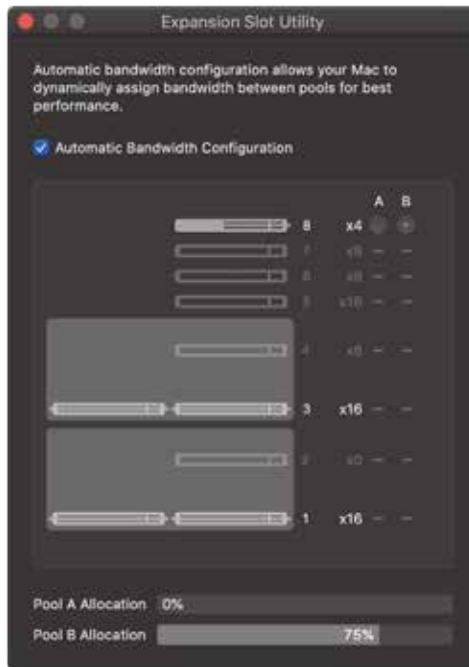 Expansion Slot Utility
Automatic bandwidth configuration allows your Mac to
dynamically assign bandwidth between pools for best
performance.
Automatic Bandwidth Configuration
A B
8 x4
7 x8
6 x8
5 x16
4 x8
3 x16
2
1 x16
Pool A Allocation 0%
Pool B Allocation 75%